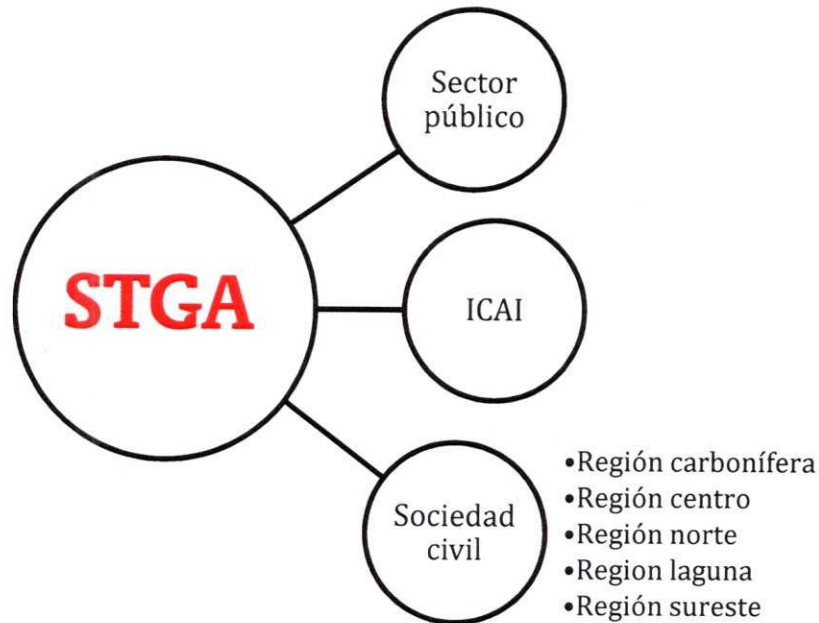 Sector
público
STGA
ICAI
Sociedad
civil
•Región carbonífera
•Región centro
•Región norte
•Region laguna
•Región sureste